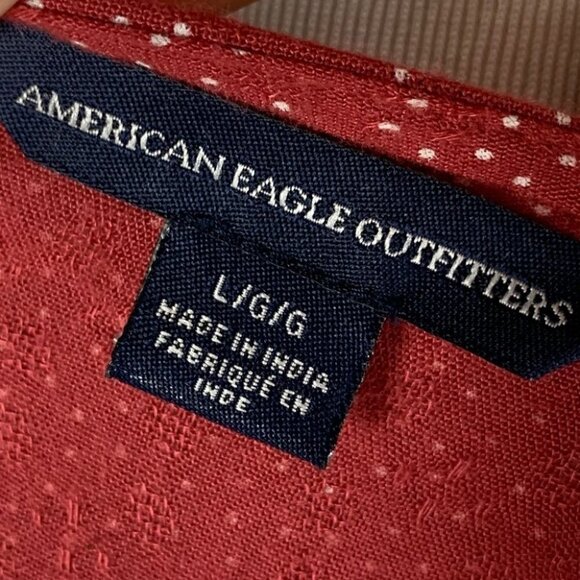 AMERICAN EAGLE OUTFITTERS
L/G/G
MADE IN INDIA
FABRIQUÉ EN
INDE